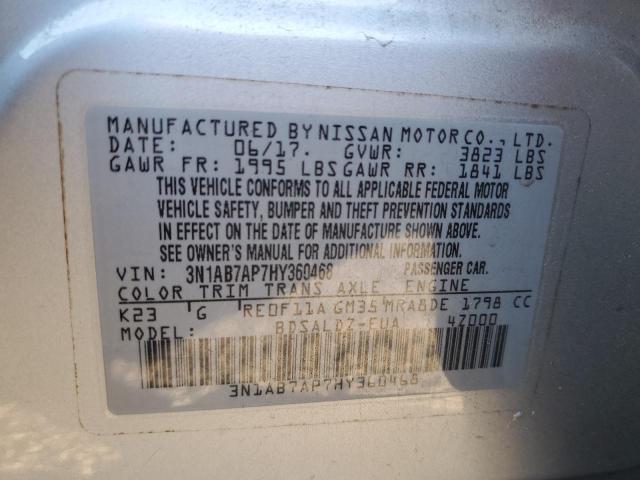 MANUFACTURED BY NISSAN MOTOR CO., LTD.
DATE: 06/17. GVWR: 3823 LBS
GAWR FR: 1995 LBS GAWR RR: 1841 LBS
THIS VEHICLE CONFORMS TO ALL APPLICABLE FEDERAL MOTOR
VEHICLE SAFETY, BUMPER AND THEFT PREVENTION STANDARDS
IN EFFECT ON THE DATE OF MANUFACTURE SHOWN ABOVE.
SEE OWNER'S MANUAL FOR ADDITIONAL INFORMATION.
VIN: 3N1AB7AP7HY360468 PASSENGER CAR.
COLOR TRIM TRANS AXLE ENGINE
K23 G RE0F11A GM35 MRA8DE 1798 CC
MODEL: BDSALDZ-EUA 4Z000
3N1AB7AP7HY360468